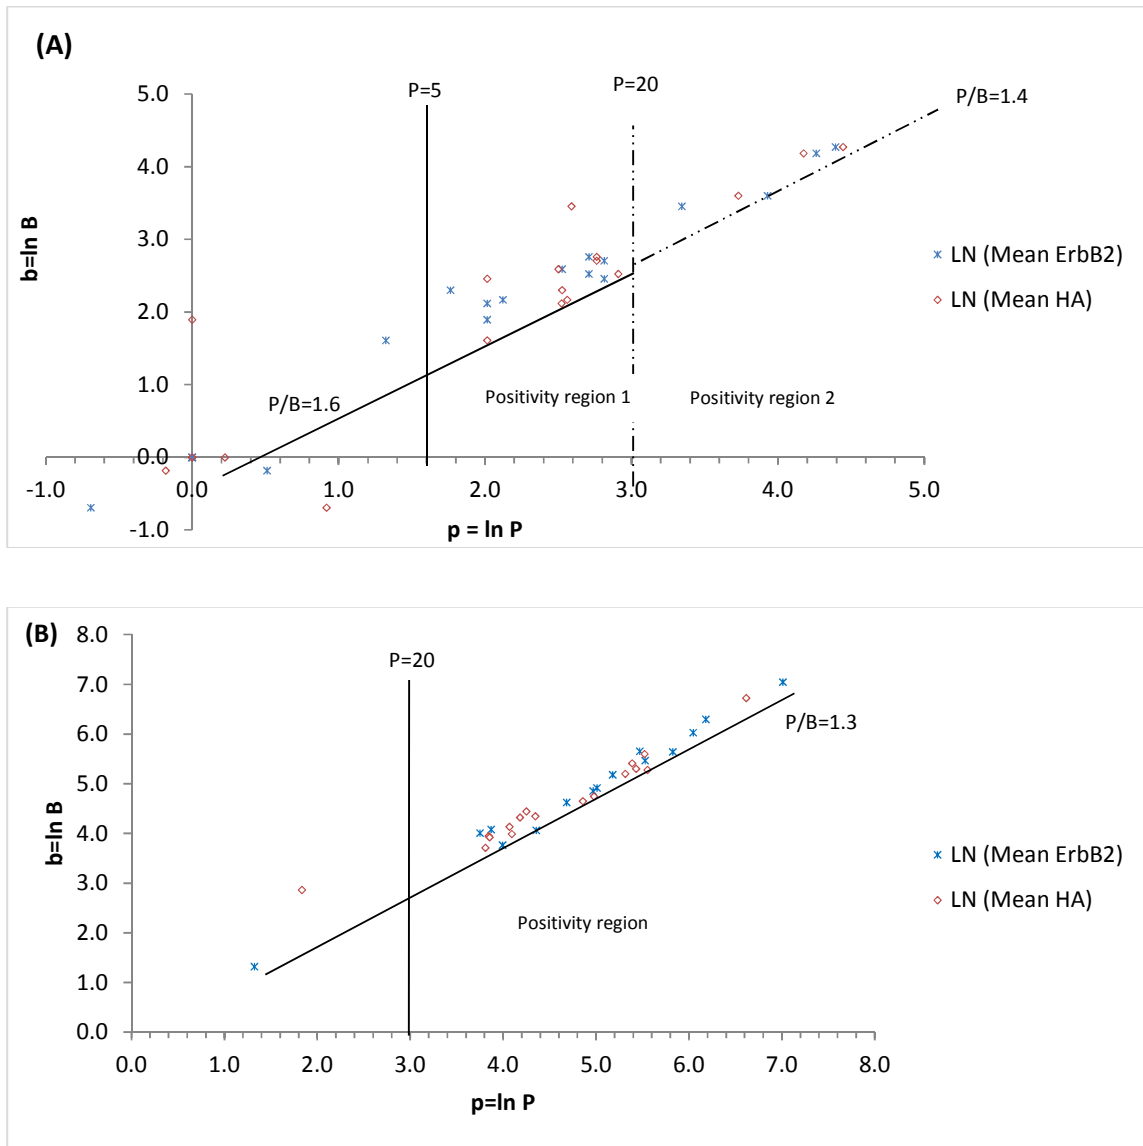 (A)
P=5
P=20
P/B=1.4
5.0
4.0
3.0
2.0
1.0
0.0
-1.0
b=ln B
P/B=1.6
Positivity region 1
Positivity region 2
-1.0 0.0 1.0 2.0 3.0 4.0 5.0
p = ln P
LN (Mean ErbB2)
LN (Mean HA)
(B)
8.0
7.0
6.0
5.0
4.0
3.0
2.0
1.0
0.0
b=ln B
P=20
P/B=1.3
Positivity region
0.0 1.0 2.0 3.0 4.0 5.0 6.0 7.0 8.0
p=ln P
LN (Mean ErbB2)
LN (Mean HA)